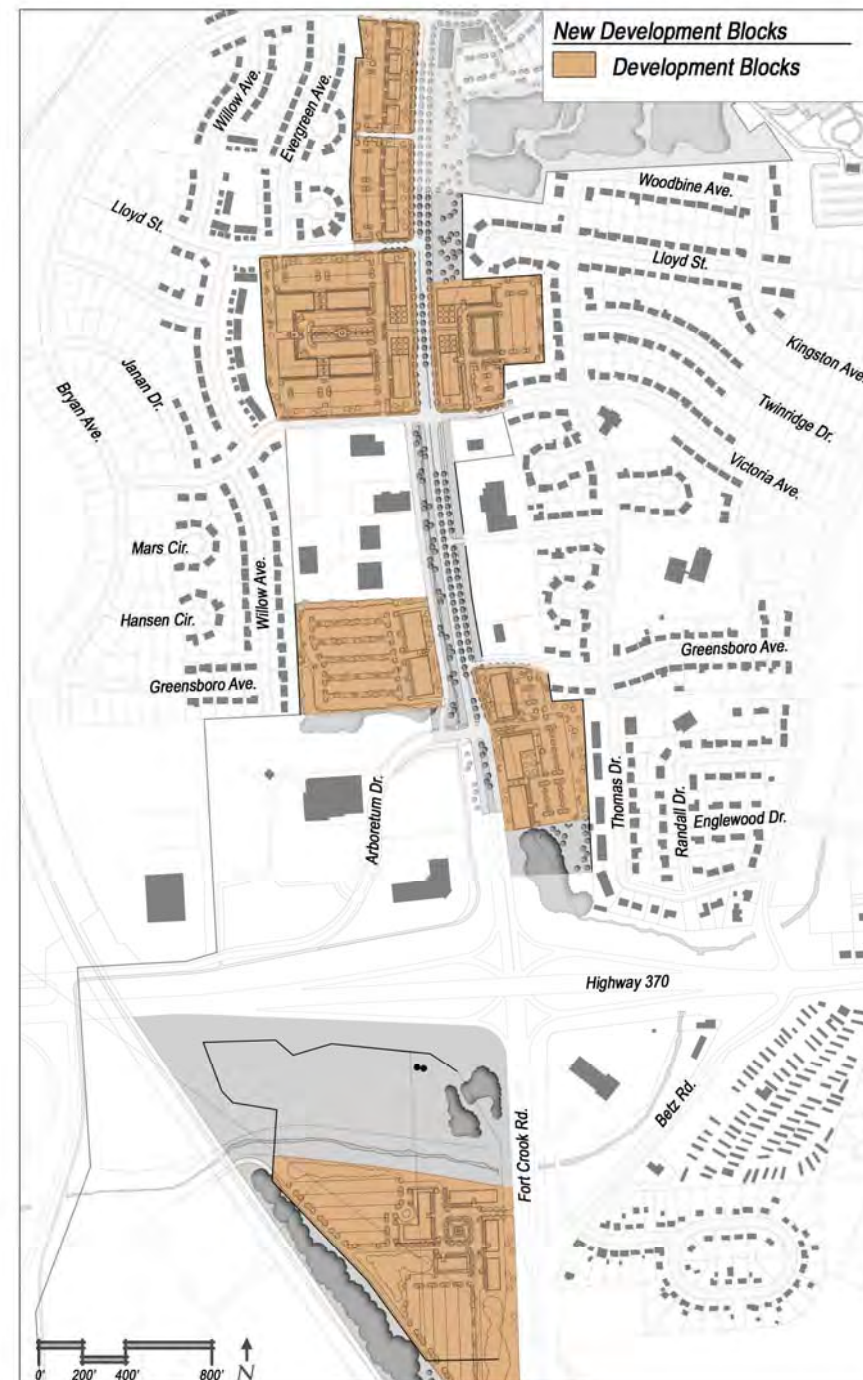 New Development Blocks
Development Blocks
Willow Ave.
Evergreen Ave.
Woodbine Ave.
Lloyd St.
Lloyd St.
Kingston Ave.
Janan Dr.
Bryan Ave.
Twinridge Dr.
Victoria Ave.
Mars Cir.
Hansen Cir.
Willow Ave.
Greensboro Ave.
Greensboro Ave.
Arboretum Dr.
Thomas Dr.
Randall Dr.
Englewood Dr.
Highway 370
Betz Rd.
Fort Crook Rd.
0' 200' 400' 800' N